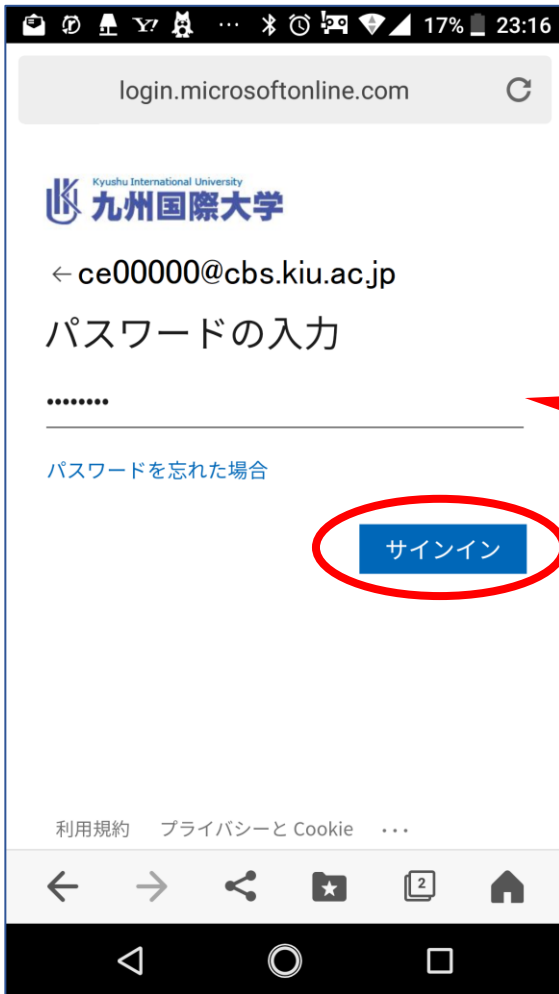 17% 23:16
login.microsoftonline.com
Kyushu International University
九州国際大学
←ce00000@cbs.kiu.ac.jp
パスワードの入力
••••••••
パスワードを忘れた場合
サインイン
利用規約 プライバシーと Cookie ...
2